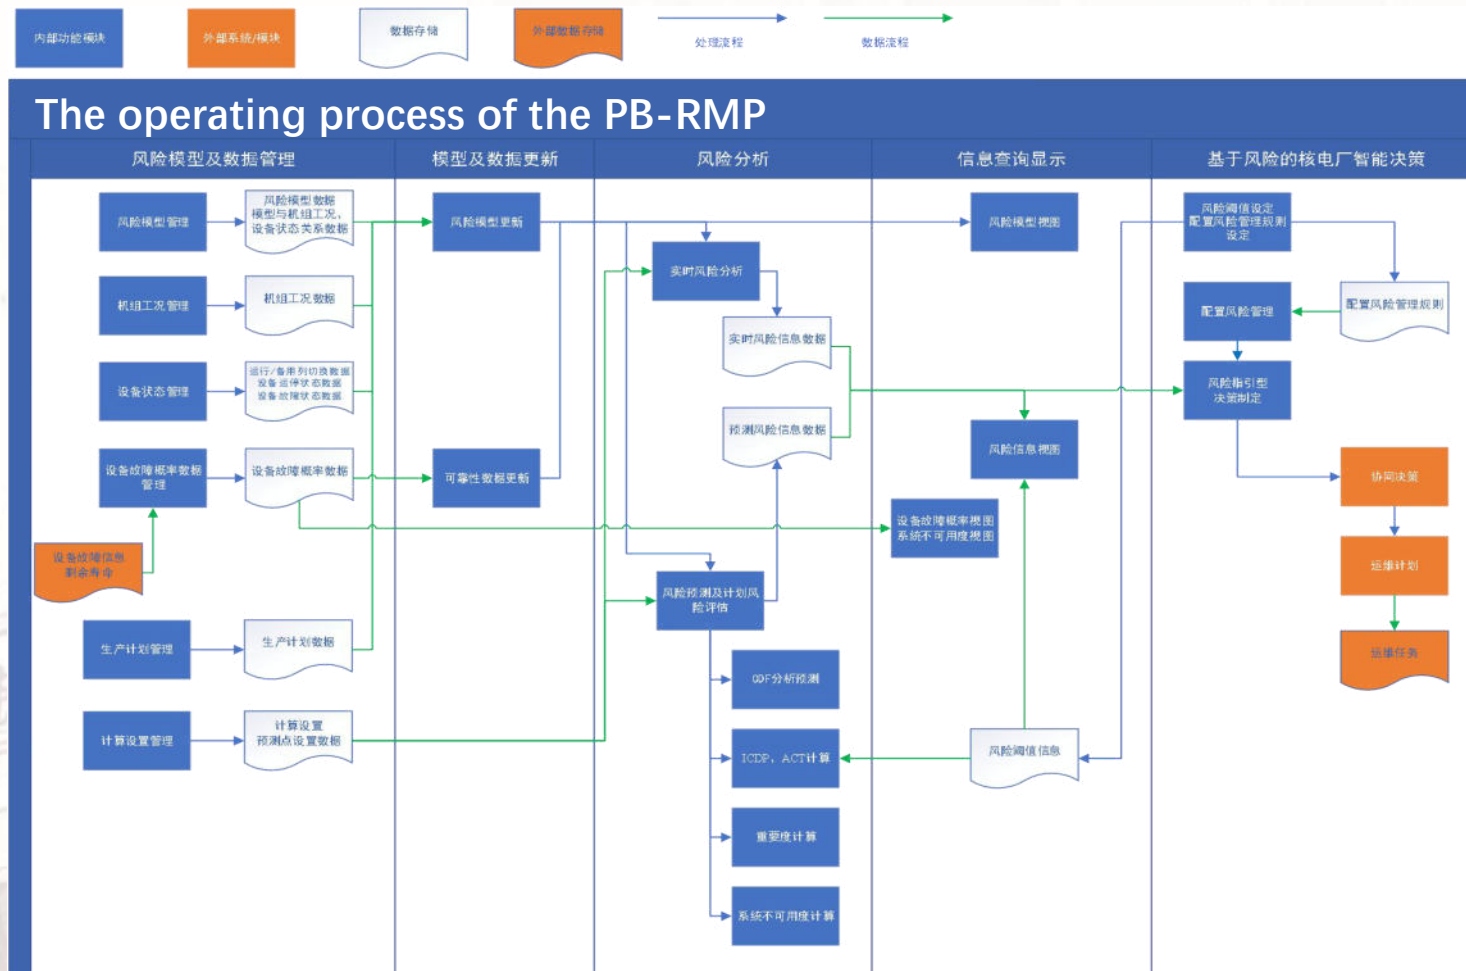 内部功能模块
外部系统/模块
数据存储
外部数据存储
处理流程
数据流程
The operating process of the PB-RMP
风险模型及数据管理
模型及数据更新
风险分析
信息查询显示
基于风险的核电厂智能决策
风险模型管理
风险模型数据
模型与机组工况，
设备状态关系数据
机组工况管理
机组工况数据
设备状态管理
运行/备用列切换数据
设备运停状态数据
设备故障状态数据
设备故障概率数据
管理
设备故障概率数据
设备故障信息
剩余寿命
生产计划管理
生产计划数据
计算设置管理
计算设置
预测点设置数据
风险模型更新
可靠性数据更新
实时风险分析
实时风险信息数据
预测风险信息数据
风险预测及计划风
险评估
CDF分析预测
ICDP，ACT计算
重要度计算
系统不可用度计算
风险模型视图
风险信息视图
设备故障概率视图
系统不可用度视图
风险阈值信息
风险阈值设定
配置风险管理规则
设定
配置风险管理
配置风险管理规则
风险指引型
决策制定
协同决策
运维计划
运维任务